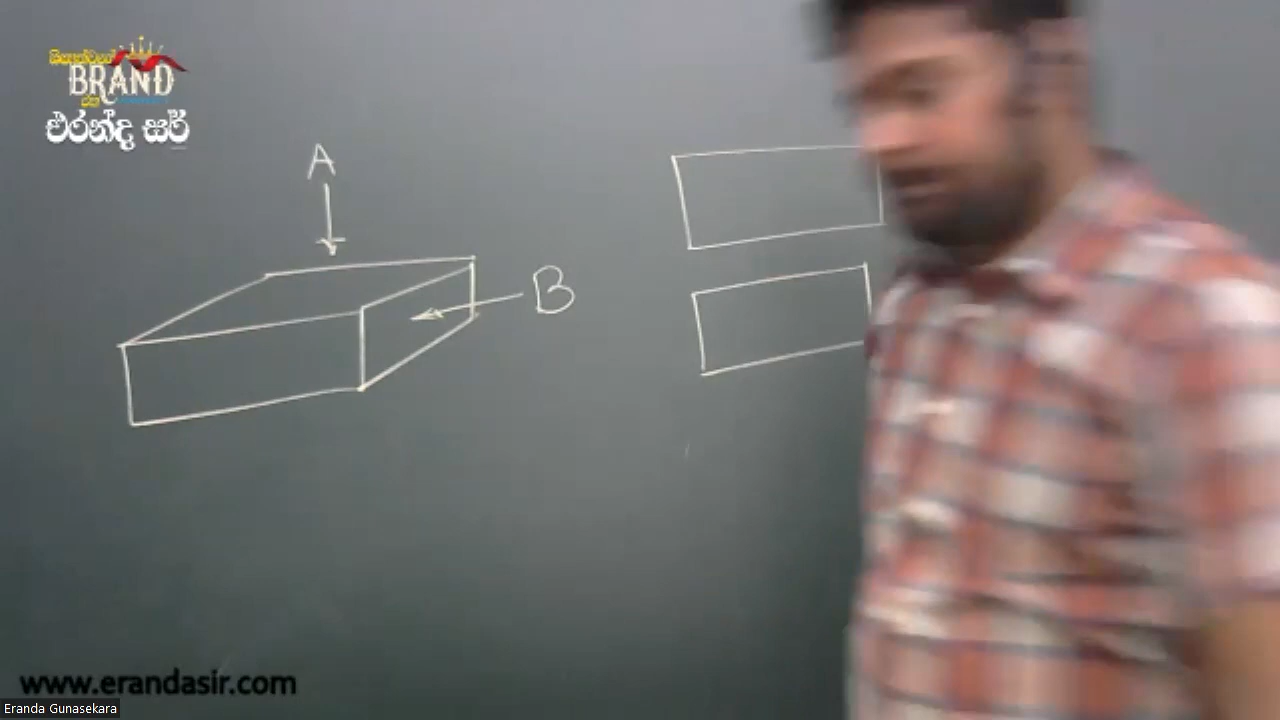 BRAND
එරන්ද සර්
A
B
www.erandasir.com
Eranda Gunasekara